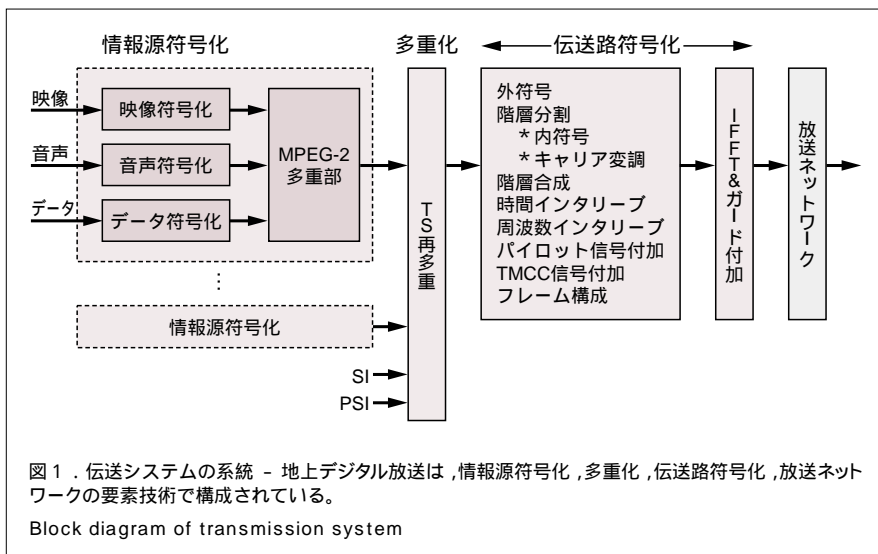 情報源符号化
多重化
伝送路符号化
映像
映像符号化
音声
音声符号化
データ
データ符号化
MPEG-2
多重部
⋮
情報源符号化
SI
PSI
TS再多重
外符号
階層分割
＊内符号
＊キャリア変調
階層合成
時間インタリーブ
周波数インタリーブ
パイロット信号付加
TMCC信号付加
フレーム構成
IFFT&ガード付加
放送ネットワーク
図1．伝送システムの系統 － 地上デジタル放送は,情報源符号化,多重化,伝送路符号化,放送ネット
ワークの要素技術で構成されている。
Block diagram of transmission system